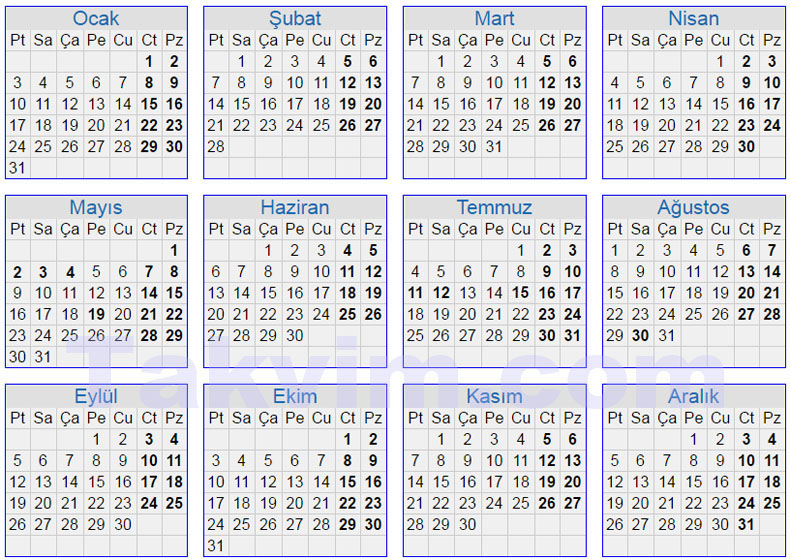 Ocak
Pt Sa Ça Pe Cu Ct Pz
1 2
3 4 5 6 7 8 9
10 11 12 13 14 15 16
17 18 19 20 21 22 23
24 25 26 27 28 29 30
31
Şubat
Pt Sa Ça Pe Cu Ct Pz
1 2 3 4 5 6
7 8 9 10 11 12 13
14 15 16 17 18 19 20
21 22 23 24 25 26 27
28
Mart
Pt Sa Ça Pe Cu Ct Pz
1 2 3 4 5 6
7 8 9 10 11 12 13
14 15 16 17 18 19 20
21 22 23 24 25 26 27
28 29 30 31
Nisan
Pt Sa Ça Pe Cu Ct Pz
1 2 3
4 5 6 7 8 9 10
11 12 13 14 15 16 17
18 19 20 21 22 23 24
25 26 27 28 29 30
Mayıs
Pt Sa Ça Pe Cu Ct Pz
1
2 3 4 5 6 7 8
9 10 11 12 13 14 15
16 17 18 19 20 21 22
23 24 25 26 27 28 29
30 31
Haziran
Pt Sa Ça Pe Cu Ct Pz
1 2 3 4 5
6 7 8 9 10 11 12
13 14 15 16 17 18 19
20 21 22 23 24 25 26
27 28 29 30
Temmuz
Pt Sa Ça Pe Cu Ct Pz
1 2 3
4 5 6 7 8 9 10
11 12 13 14 15 16 17
18 19 20 21 22 23 24
25 26 27 28 29 30 31
Ağustos
Pt Sa Ça Pe Cu Ct Pz
1 2 3 4 5 6 7
8 9 10 11 12 13 14
15 16 17 18 19 20 21
22 23 24 25 26 27 28
29 30 31
Takvim.com
Eylül
Pt Sa Ça Pe Cu Ct Pz
1 2 3 4
5 6 7 8 9 10 11
12 13 14 15 16 17 18
19 20 21 22 23 24 25
26 27 28 29 30
Ekim
Pt Sa Ça Pe Cu Ct Pz
1 2
3 4 5 6 7 8 9
10 11 12 13 14 15 16
17 18 19 20 21 22 23
24 25 26 27 28 29 30
31
Kasım
Pt Sa Ça Pe Cu Ct Pz
1 2 3 4 5 6
7 8 9 10 11 12 13
14 15 16 17 18 19 20
21 22 23 24 25 26 27
28 29 30
Aralık
Pt Sa Ça Pe Cu Ct Pz
1 2 3 4
5 6 7 8 9 10 11
12 13 14 15 16 17 18
19 20 21 22 23 24 25
26 27 28 29 30 31